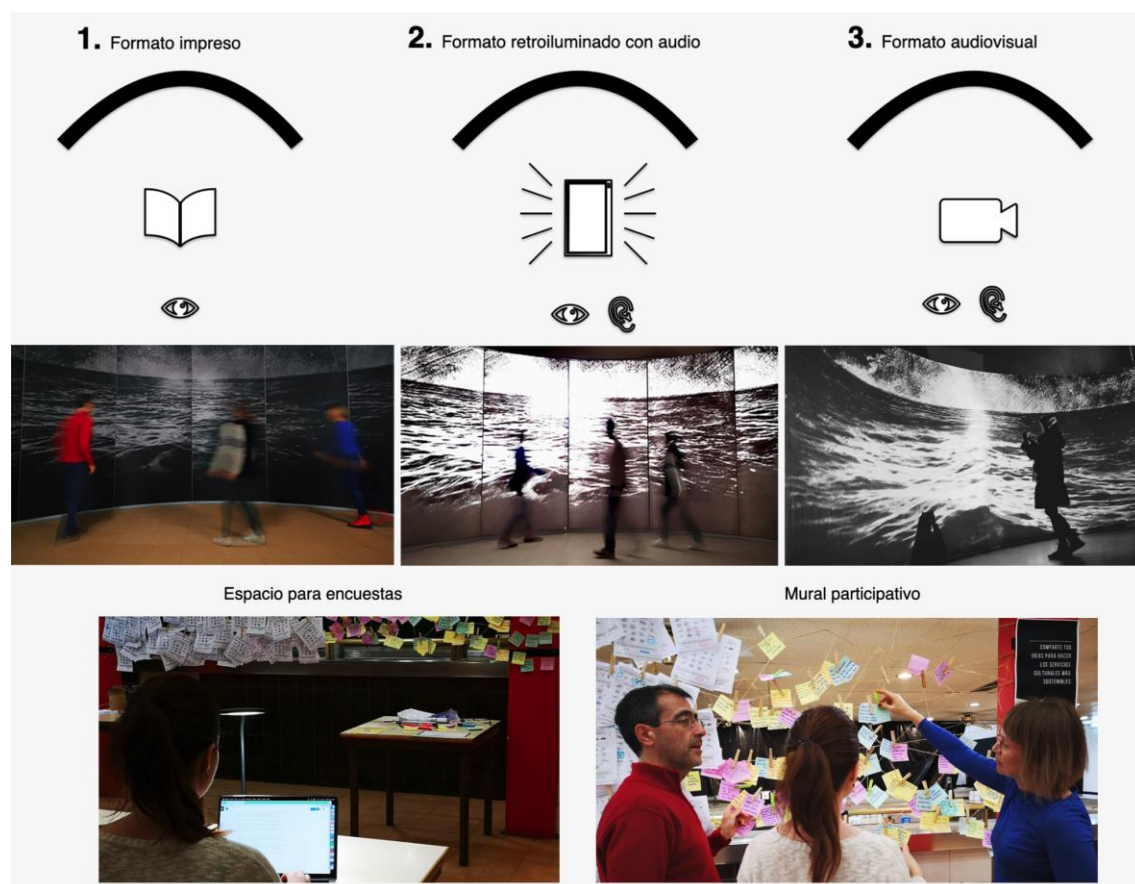 1. Formato impreso
2. Formato retroiluminado con audio
3. Formato audiovisual
Espacio para encuestas
Mural participativo
COMPARTE TUS
IDEAS PARA HACER
LOS SERVICIOS
CULTURALES MÁS
SOSTENIBLES